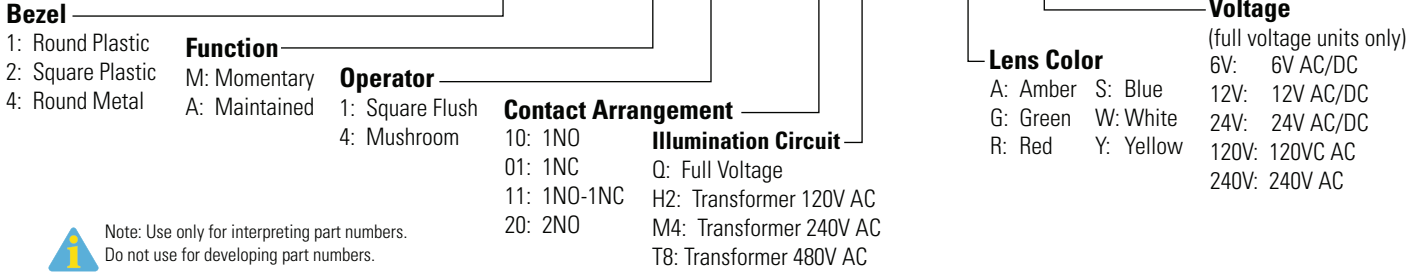 Bezel
1: Round Plastic
2: Square Plastic
4: Round Metal
Function
M: Momentary
A: Maintained
Operator
1: Square Flush
4: Mushroom
Contact Arrangement
10: 1NO
01: 1NC
11: 1NO-1NC
20: 2NO
Illumination Circuit
Q: Full Voltage
H2: Transformer 120V AC
M4: Transformer 240V AC
T8: Transformer 480V AC
Lens Color
A: Amber S: Blue
G: Green W: White
R: Red Y: Yellow
Voltage
(full voltage units only)
6V: 6V AC/DC
12V: 12V AC/DC
24V: 24V AC/DC
120V: 120VC AC
240V: 240V AC
Note: Use only for interpreting part numbers.
Do not use for developing part numbers.